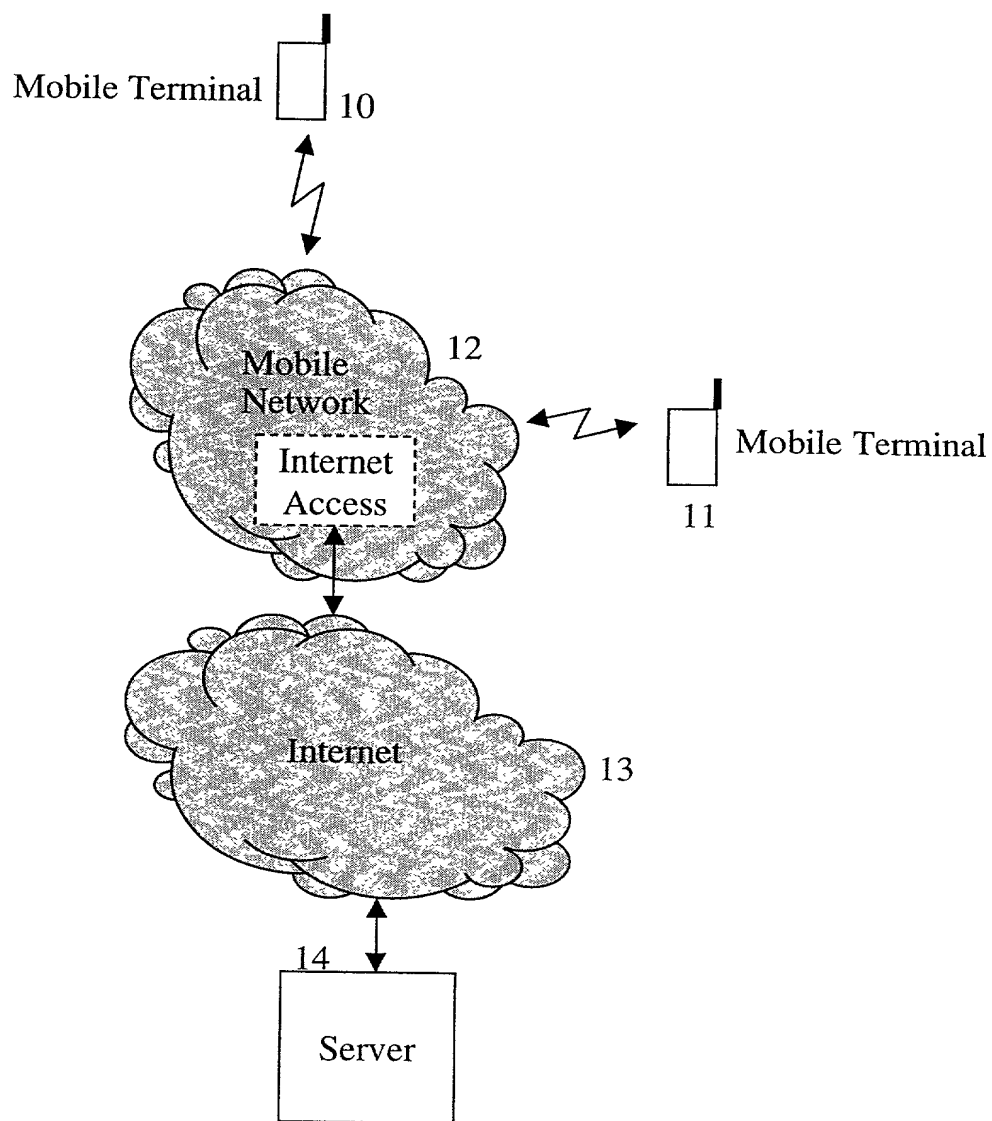 Mobile Terminal
10
12
Mobile
Network
Internet
Access
Mobile Terminal
11
Internet
13
14
Server